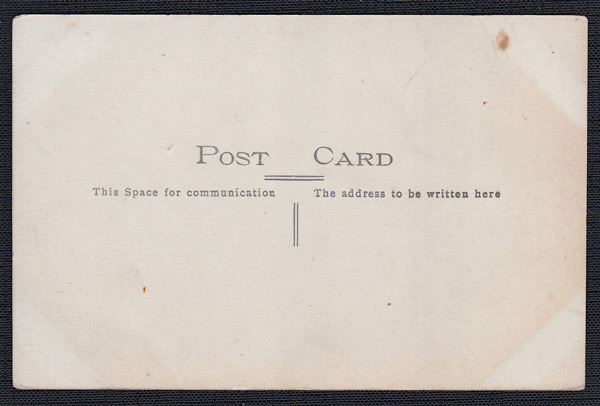 POST CARD
This Space for communication
The address to be written here